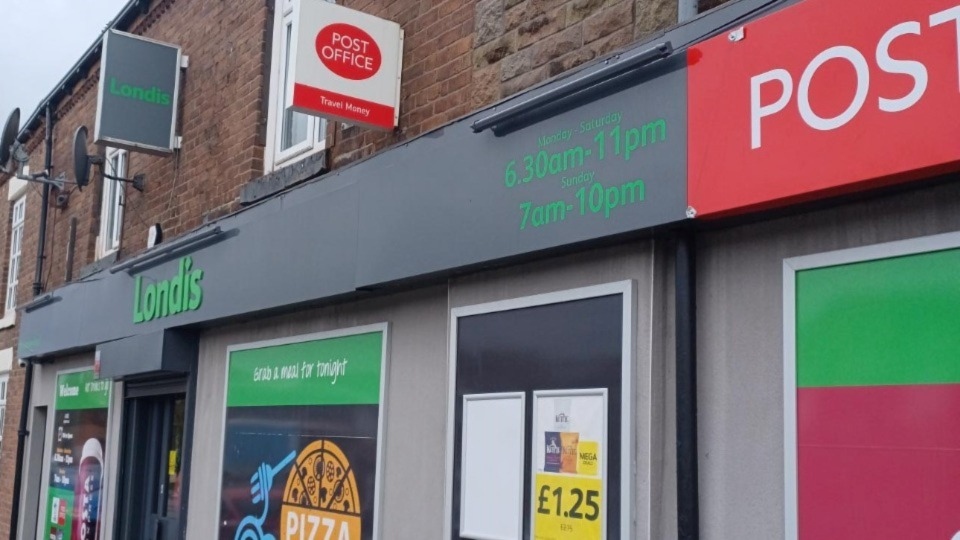 Londis
POST
OFFICE
Travel Money
Monday - Saturday
6.30am-11pm
Sunday
7am-10pm
POST
Londis
Welcome
Grab a meal for tonight
PIZZA
MEGA
£1.25